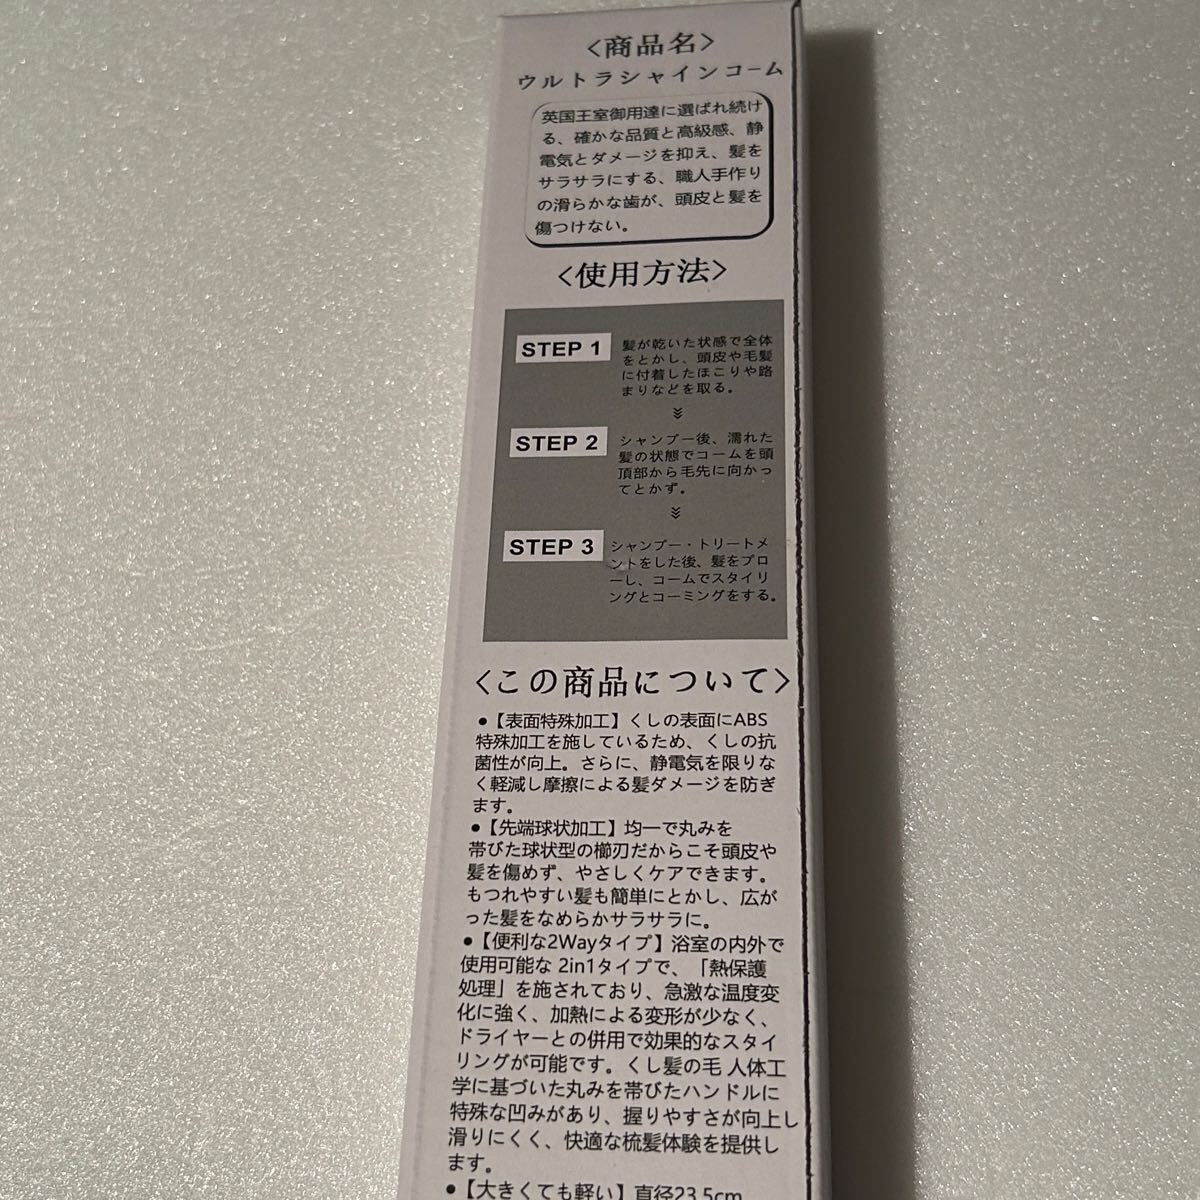 <商品名>
ウルトラシャインコーム
英国王室御用達に選ばれ続け
る、確かな品質と高級感、静
電気とダメージを抑え、髪を
サラサラにする、職人手作り
の滑らかな歯が、頭皮と髪を
傷つけない。
<使用方法>
STEP 1
髪が乾いた状感で全体
をとかし、頭皮や毛髪
に付着したほこりや路
まりなどを取る。
STEP 2
シャンプー後、濡れた
髪の状態でコームを頭
頂部から毛先に向かっ
てとかず。
STEP 3
シャンプー・トリートメ
ントをした後、髪をブロ
ーし、コームでスタイリ
ングとコーミングをする。
<この商品について>
●【表面特殊加工】くしの表面にABS
特殊加工を施しているため、くしの抗
菌性が向上。さらに、静電気を限りな
く軽減し摩擦による髪ダメージを防ぎ
ます。
●【先端球状加工】均一で丸みを
帯びた球状型の櫛刃だからこそ頭皮や
髪を傷めず、やさしくケアできます。
もつれやすい髪も簡単にとかし、広が
った髪をなめらかサラサラに。
●【便利な2Wayタイプ】浴室の内外で
使用可能な 2in1タイプで、「熱保護
処理」を施されており、急激な温度変
化に強く、加熱による変形が少なく、
ドライヤーとの併用で効果的なスタイ
リングが可能です。くし髪の毛 人体工
学に基づいた丸みを帯びたハンドルに
特殊な凹みがあり、握りやすさが向上し
滑りにくく、快適な梳髪体験を提供し
ます。
●【大きくても軽い】直径23.5cm